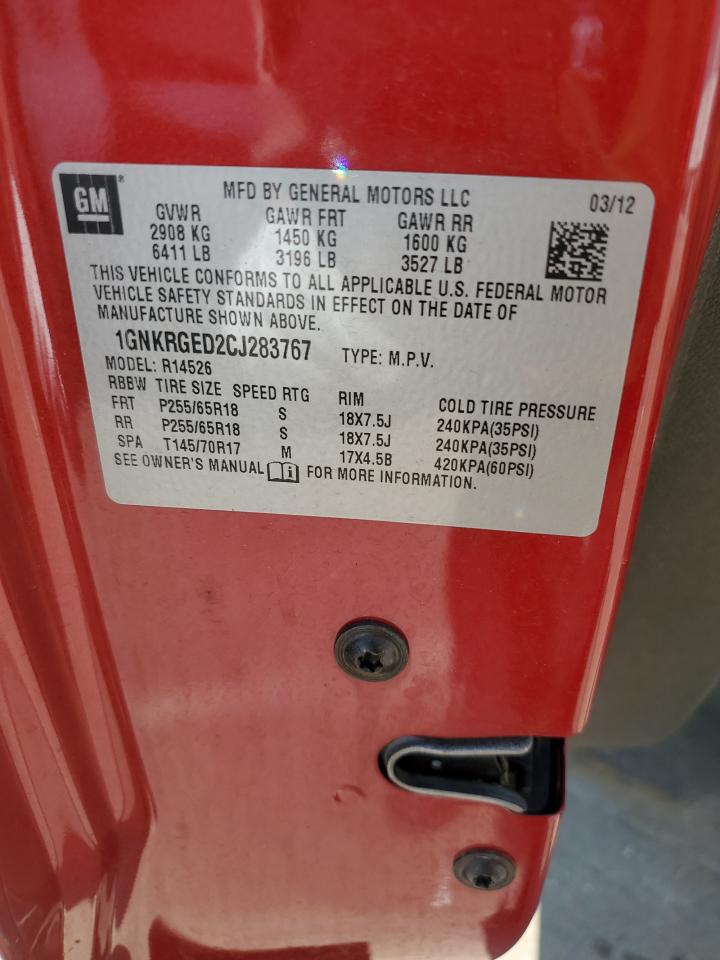 GM®
MFD BY GENERAL MOTORS LLC 03/12
GVWR GAWR FRT GAWR RR
2908 KG 1450 KG 1600 KG
6411 LB 3196 LB 3527 LB
THIS VEHICLE CONFORMS TO ALL APPLICABLE U.S. FEDERAL MOTOR
VEHICLE SAFETY STANDARDS IN EFFECT ON THE DATE OF
MANUFACTURE SHOWN ABOVE.
1GNKRGED2CJ283767 TYPE: M.P.V.
MODEL: R14526
RBBW TIRE SIZE SPEED RTG RIM COLD TIRE PRESSURE
FRT P255/65R18 S 18X7.5J 240KPA(35PSI)
RR P255/65R18 S 18X7.5J 240KPA(35PSI)
SPA T145/70R17 M 17X4.5B 420KPA(60PSI)
SEE OWNER'S MANUAL i FOR MORE INFORMATION.